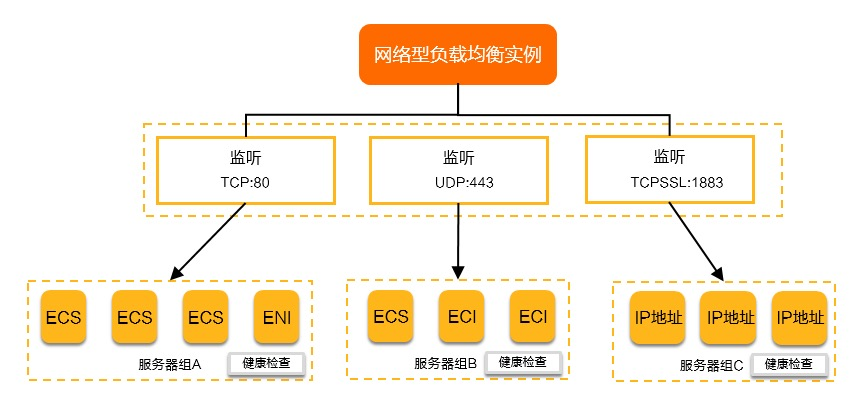 网络型负载均衡实例
监听
TCP:80
监听
UDP:443
监听
TCPSSL:1883
ECS
ECS
ECS
ENI
服务器组A
健康检查
ECS
ECI
ECI
服务器组B
健康检查
IP地址
IP地址
IP地址
服务器组C
健康检查